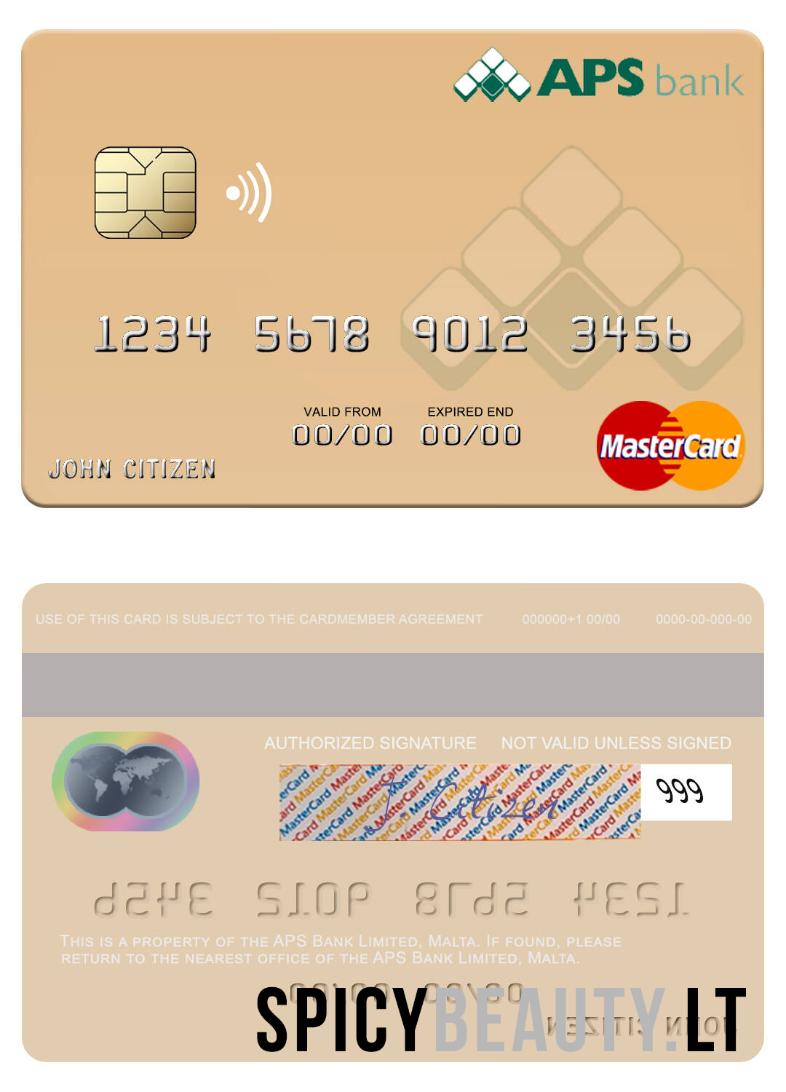 APS bank
1234 5678 9012 3456
VALID FROM EXPIRED END
00/00 00/00
MasterCard
JOHN CITIZEN
USE OF THIS CARD IS SUBJECT TO THE CARDMEMBER AGREEMENT 000000+1 00/00 0000-00-000-00
AUTHORIZED SIGNATURE NOT VALID UNLESS SIGNED
J. Citizen 999
THIS IS A PROPERTY OF THE APS BANK LIMITED, MALTA. IF FOUND, PLEASE
RETURN TO THE NEAREST OFFICE OF THE APS BANK LIMITED, MALTA.
SPICYBEAUTY.LT